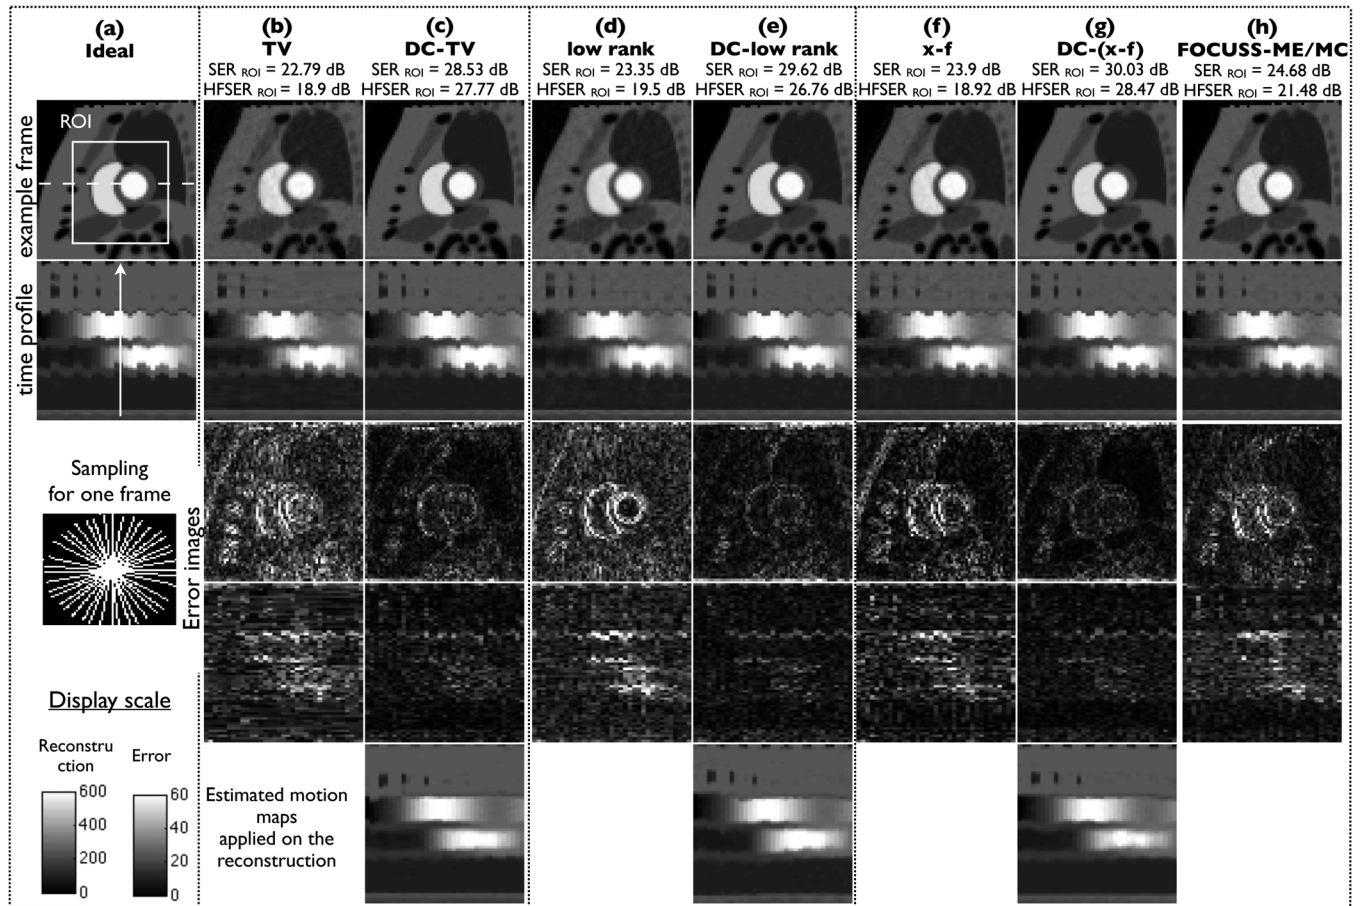 (a)
Ideal
(b)
TV
SER ROI = 22.79 dB
HFSER ROI = 18.9 dB
(c)
DC-TV
SER ROI = 28.53 dB
HFSER ROI = 27.77 dB
(d)
low rank
SER ROI = 23.35 dB
HFSER ROI = 19.5 dB
(e)
DC-low rank
SER ROI = 29.62 dB
HFSER ROI = 26.76 dB
(f)
x-f
SER ROI = 23.9 dB
HFSER ROI = 18.92 dB
(g)
DC-(x-f)
SER ROI = 30.03 dB
HFSER ROI = 28.47 dB
(h)
FOCUSS-ME/MC
SER ROI = 24.68 dB
HFSER ROI = 21.48 dB
example frame
ROI
time profile
Sampling
for one frame
Error images
Display scale
Reconstru
ction
Error
600
400
200
0
60
40
20
0
Estimated motion
maps
applied on the
reconstruction